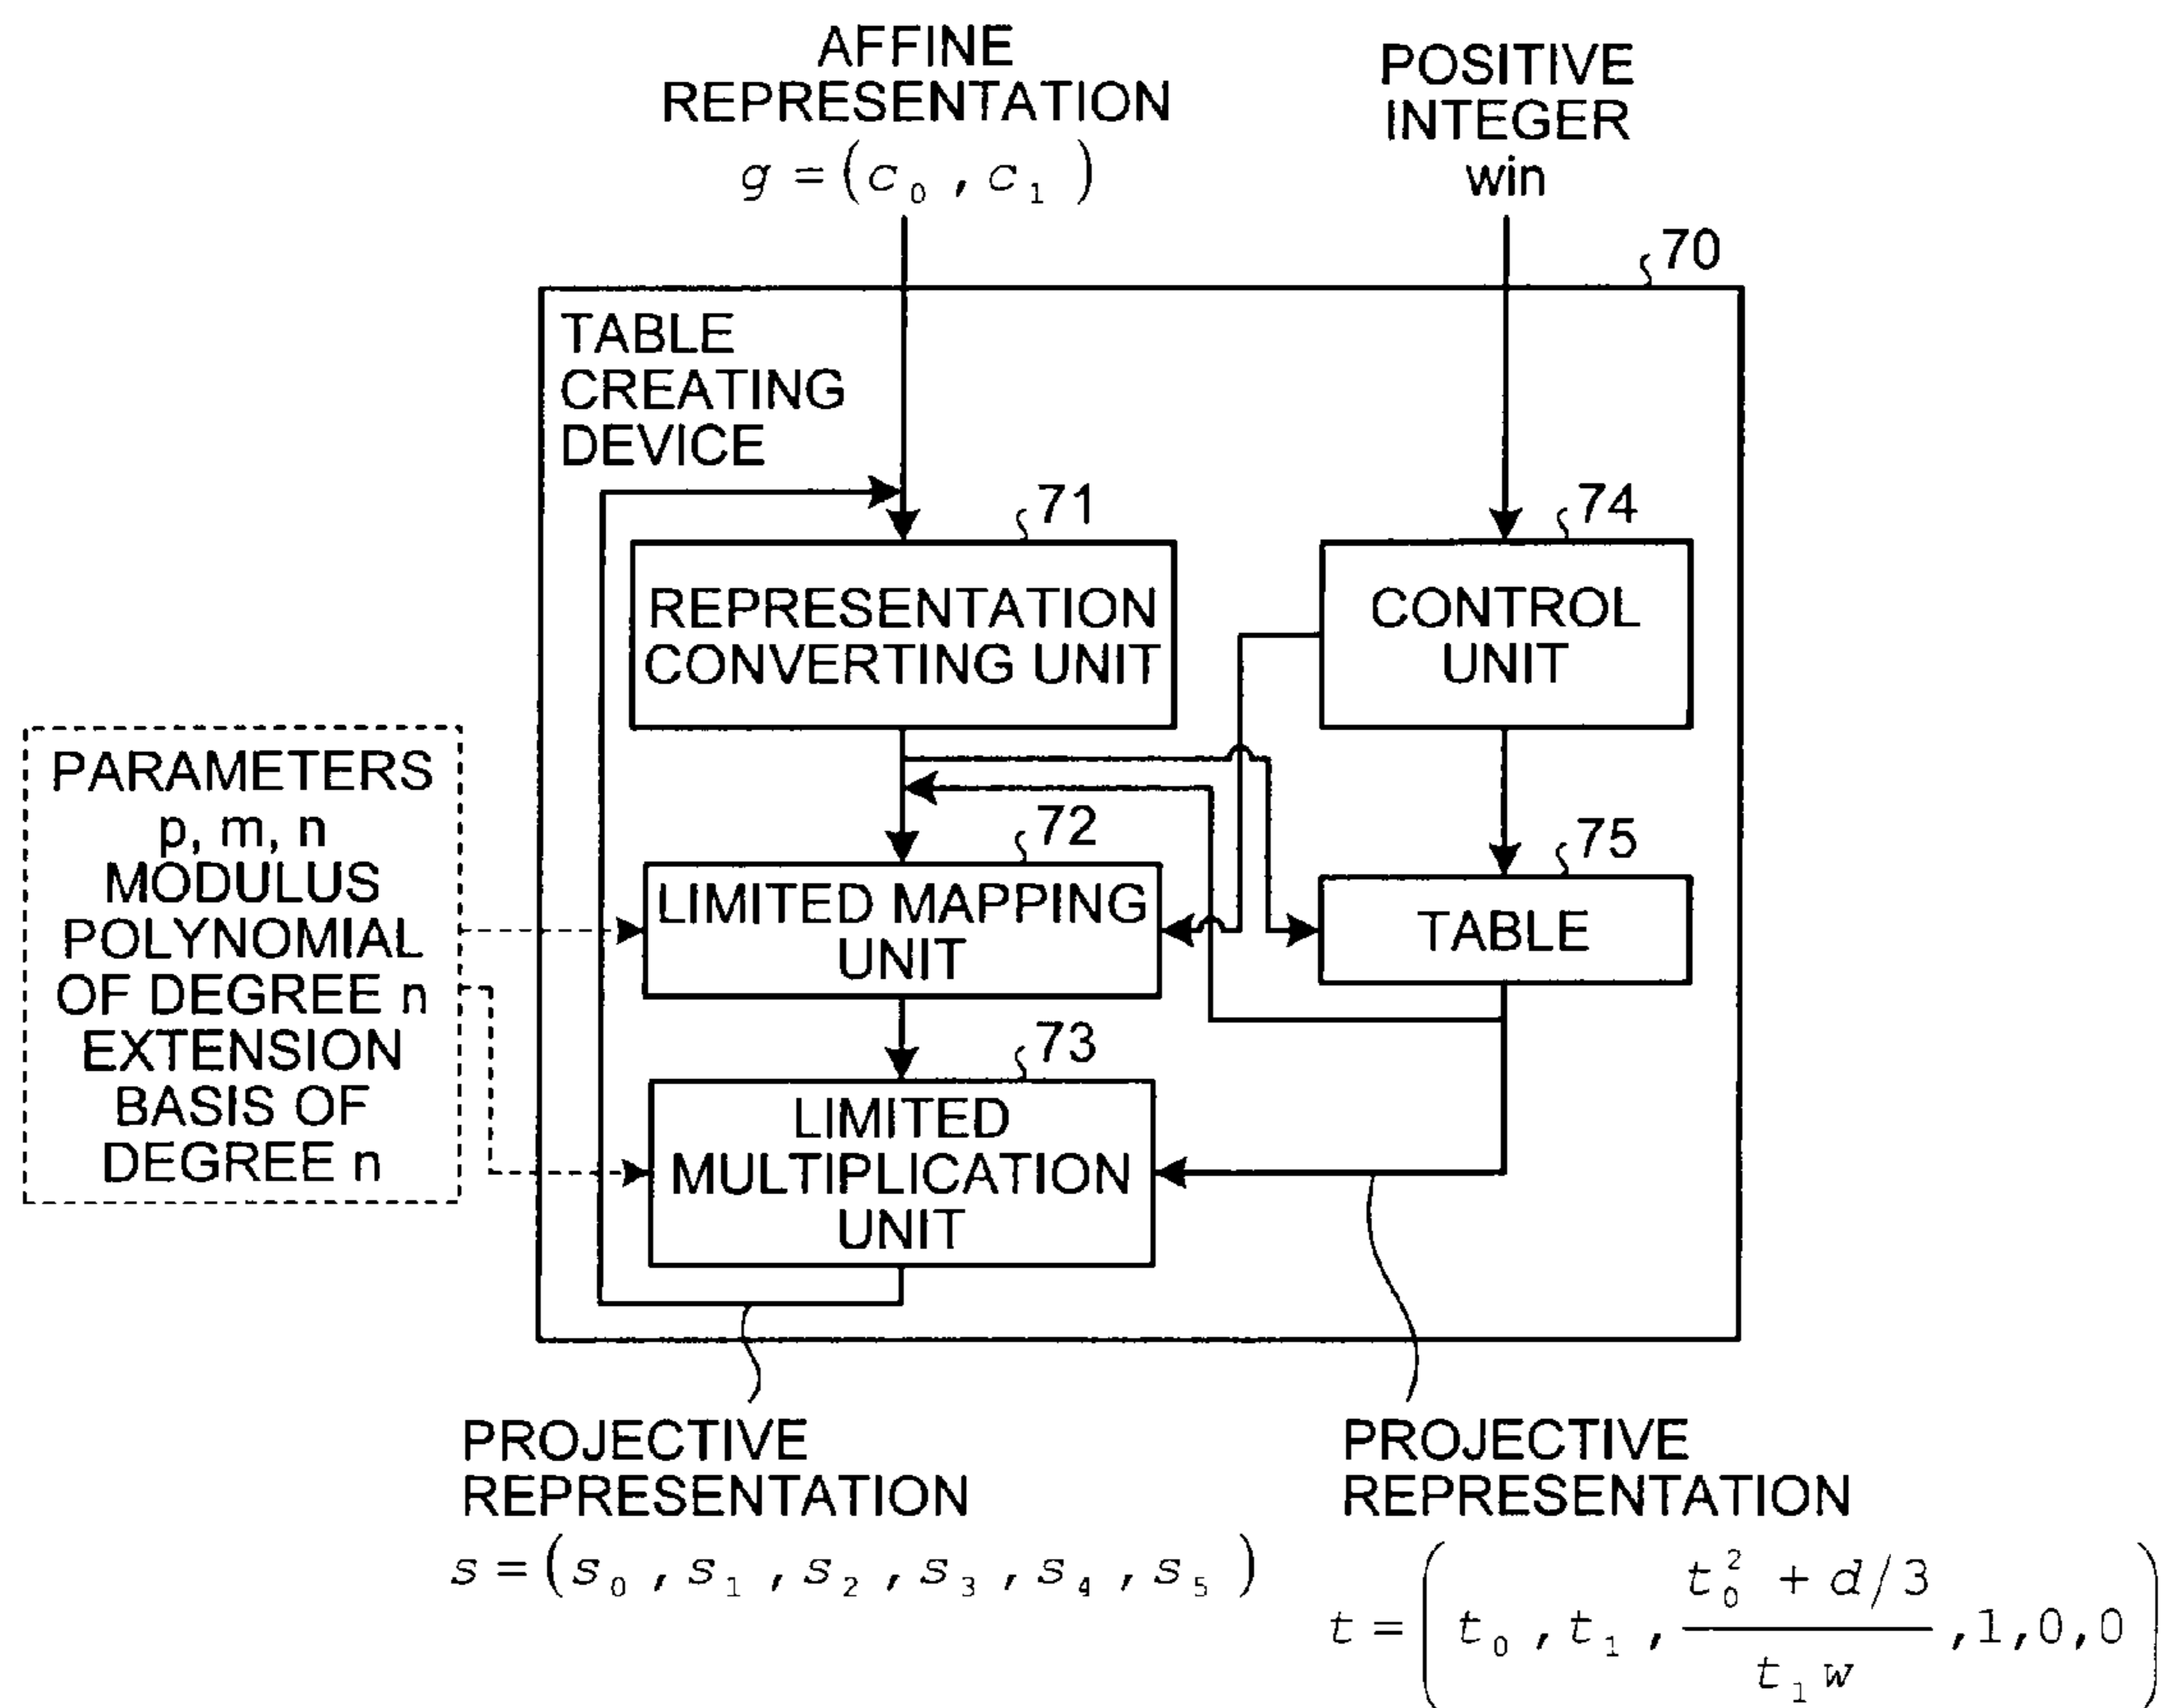 AFFINE
REPRESENTATION
g = (c₀ , c₁ )
POSITIVE
INTEGER
win
70
TABLE
CREATING
DEVICE
71
REPRESENTATION
CONVERTING UNIT
74
CONTROL
UNIT
PARAMETERS
p, m, n
MODULUS
POLYNOMIAL
OF DEGREE n
EXTENSION
BASIS OF
DEGREE n
72
LIMITED MAPPING
UNIT
75
TABLE
73
LIMITED
MULTIPLICATION
UNIT
PROJECTIVE
REPRESENTATION
s = (s₀ , s₁ , s₂ , s₃ , s₄ , s₅ )
PROJECTIVE
REPRESENTATION
t = ( t₀ , t₁ , (t₀² + d/3) / (t₁ w) , 1, 0, 0 )